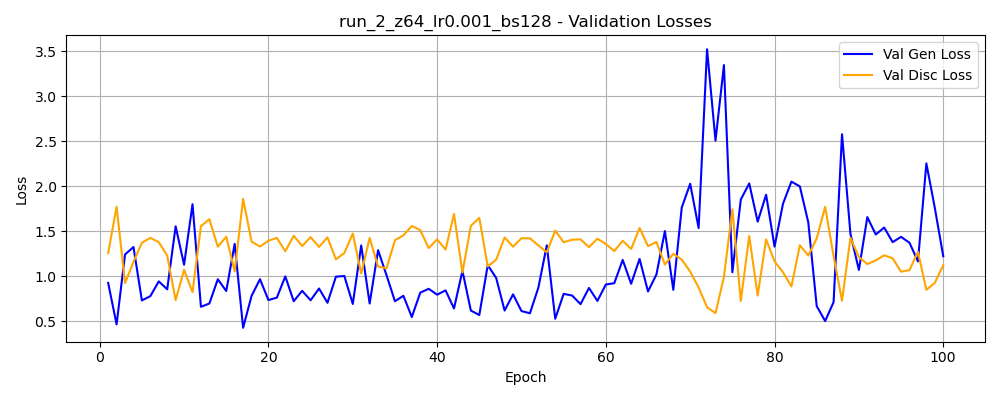 run_2_z64_lr0.001_bs128 - Validation Losses
Val Gen Loss
Val Disc Loss
Loss
3.5
3.0
2.5
2.0
1.5
1.0
0.5
0
20
40
60
80
100
Epoch